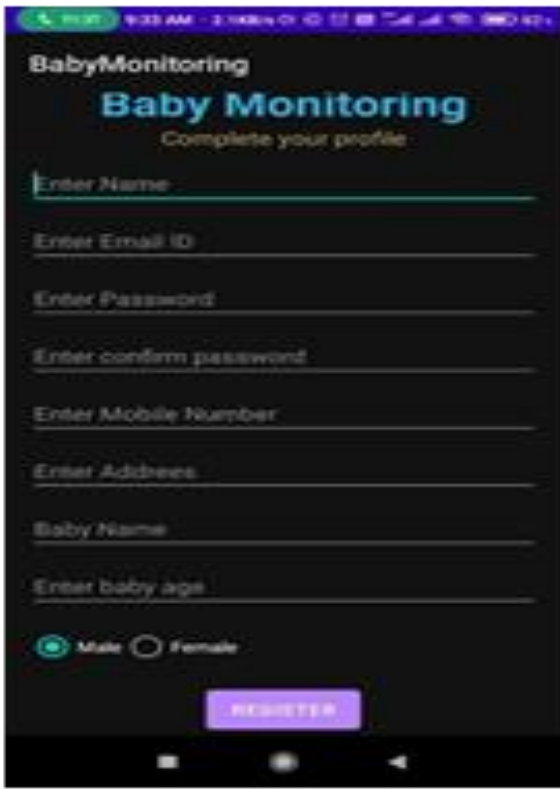 9:33 AM
BabyMonitoring
Baby Monitoring
Complete your profile
Enter Name
Enter Email ID
Enter Password
Enter confirm password
Enter Mobile Number
Enter Addrees
Baby Name
Enter baby age
Male Female
REGISTER